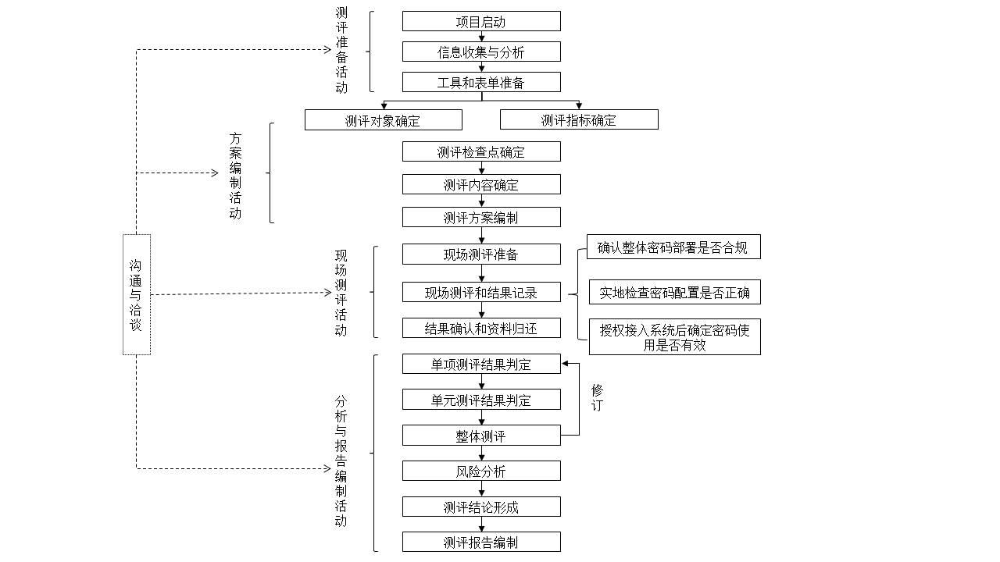 测评准备活动
项目启动
信息收集与分析
工具和表单准备
方案编制活动
测评对象确定
测评指标确定
测评检查点确定
测评内容确定
测评方案编制
沟通与洽谈
现场测评活动
现场测评准备
现场测评和结果记录
结果确认和资料归还
确认整体密码部署是否合规
实地检查密码配置是否正确
授权接入系统后确定密码使
用是否有效
分析与报告编制活动
单项测评结果判定
单元测评结果判定
整体测评
修订
风险分析
测评结论形成
测评报告编制